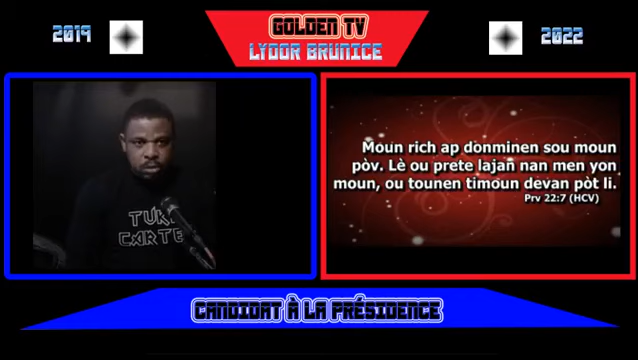 2019
GOLDEN TV
LYDOR BRUNICE
2022
Moun rich ap donminen sou moun
pòv. Lè ou prete lajan nan men yon
moun, ou tounen timoun devan pòt li.
Prv 22:7 (HCV)
CARTE
CANDIDAT À LA PRÉSIDENCE